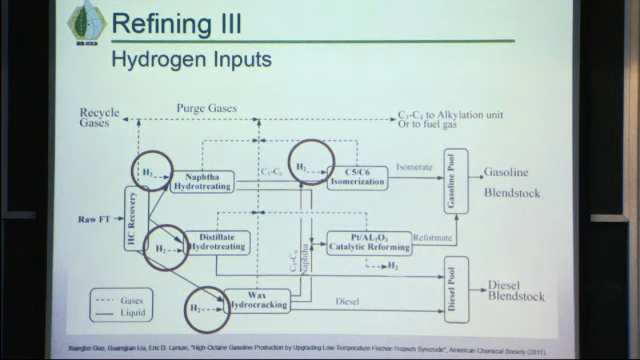 Refining III
Hydrogen Inputs
Recycle
Gases
Purge Gases
C₃-C₄ to Alkylation unit
Or to fuel gas
H₂
Naphtha
Hydrotreating
C₅-C₆
H₂
C5/C6
Isomerization
Isomerate
Gasoline Pool
Gasoline
Blendstock
HC Recovery
Raw FT
H₂
Distillate
Hydrotreating
C₅-C₆
Naphtha
Pt/AL₂O₃
Catalytic Reforming
Reformate
H₂
H₂
Wax
Hydrocracking
Diesel
Diesel Pool
Diesel
Blendstock
Gases
Liquid
Xiangbo Guo, Guangjian Liu, Eric D. Larson, "High-Octane Gasoline Production by Upgrading Low-Temperature Fischer-Tropsch Syncrude", American Chemical Society (2011).